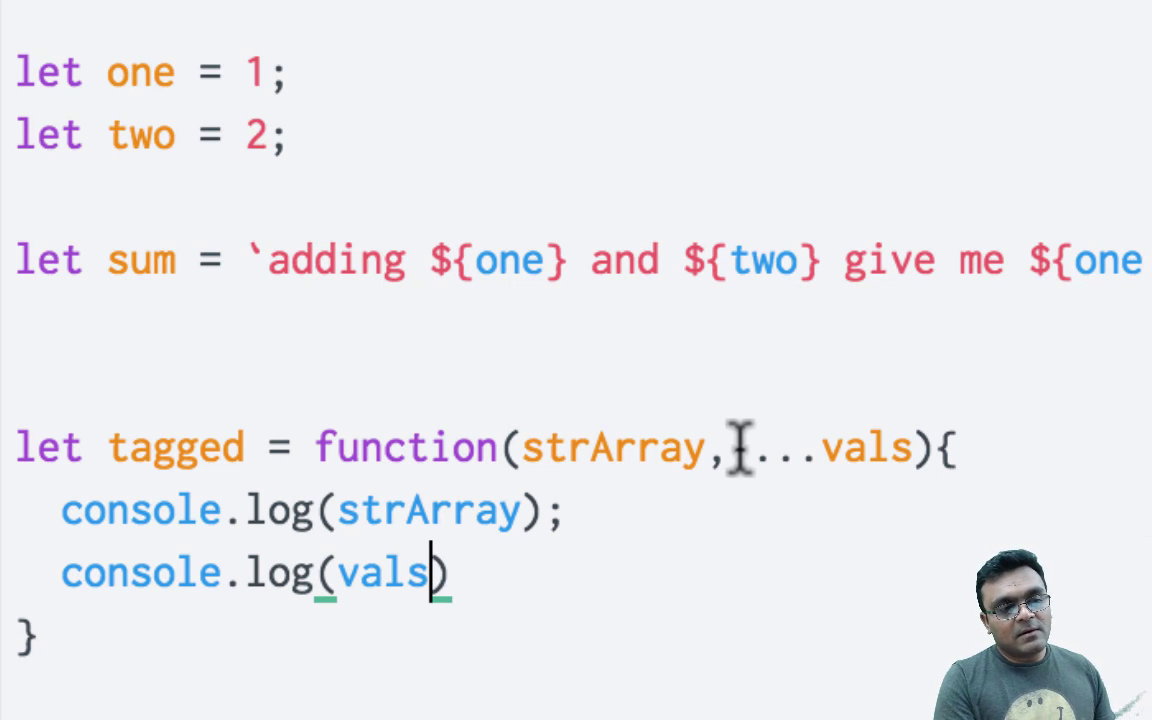 let one = 1;
let two = 2;
let sum = `adding ${one} and ${two} give me ${one
let tagged = function(strArray, ...vals){
console.log(strArray);
console.log(vals)
}